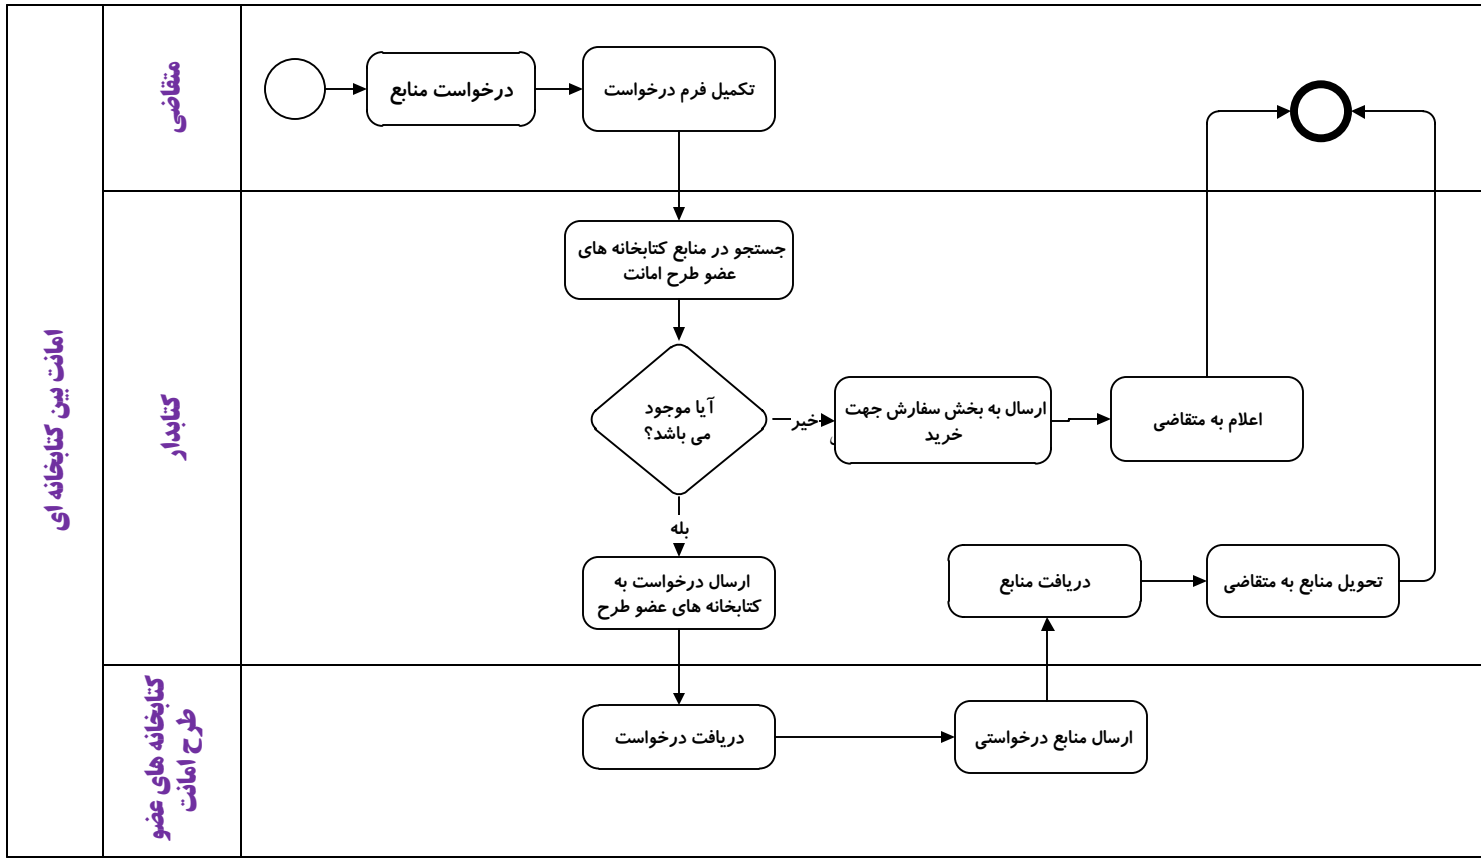 امانت بین کتابخانه ای
متقاضی
درخواست منابع
تکمیل فرم درخواست
کتابدار
جستجو در منابع کتابخانه های
عضو طرح امانت
آیا موجود
می باشد؟
خیر
ارسال به بخش سفارش جهت
خرید
اعلام به متقاضی
بله
ارسال درخواست به
کتابخانه های عضو طرح
دریافت منابع
تحویل منابع به متقاضی
کتابخانه های عضو
طرح امانت
دریافت درخواست
ارسال منابع درخواستی